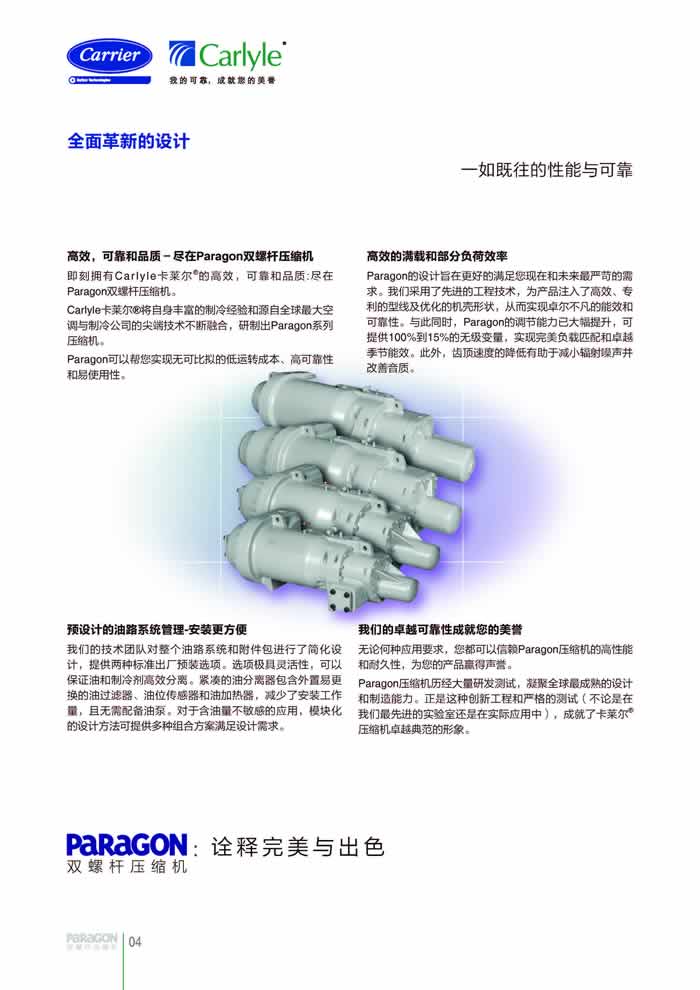 Carrier
United Technologies
Carlyle
我的可靠，成就您的美誉
全面革新的设计
一如既往的性能与可靠
高效，可靠和品质－尽在Paragon双螺杆压缩机
即刻拥有Carlyle卡莱尔®的高效，可靠和品质:尽在
Paragon双螺杆压缩机。
Carlyle卡莱尔®将自身丰富的制冷经验和源自全球最大空
调与制冷公司的尖端技术不断融合，研制出Paragon系列
压缩机。
Paragon可以帮您实现无可比拟的低运转成本、高可靠性
和易使用性。
高效的满载和部分负荷效率
Paragon的设计旨在更好的满足您现在和未来最严苛的需
求。我们采用了先进的工程技术，为产品注入了高效、专
利的型线及优化的机壳形状，从而实现卓尔不凡的能效和
可靠性。与此同时，Paragon的调节能力已大幅提升，可
提供100%到15%的无级变量，实现完美负载匹配和卓越
季节能效。此外，齿顶速度的降低有助于减小辐射噪声并
改善音质。
预设计的油路系统管理-安装更方便
我们的技术团队对整个油路系统和附件包进行了简化设
计，提供两种标准出厂预装选项。选项极具灵活性，可以
保证油和制冷剂高效分离。紧凑的油分离器包含外置易更
换的油过滤器、油位传感器和油加热器，减少了安装工作
量，且无需配备油泵。对于含油量不敏感的应用，模块化
的设计方法可提供多种组合方案满足设计需求。
我们的卓越可靠性成就您的美誉
无论何种应用要求，您都可以信赖Paragon压缩机的高性能
和耐久性，为您的产品赢得声誉。
Paragon压缩机历经大量研发测试，凝聚全球最成熟的设计
和制造能力。正是这种创新工程和严格的测试（不论是在
我们最先进的实验室还是在实际应用中），成就了卡莱尔®
压缩机卓越典范的形象。
PARAGON：诠释完美与出色
双螺杆压缩机
PARAGON
双螺杆压缩机
04